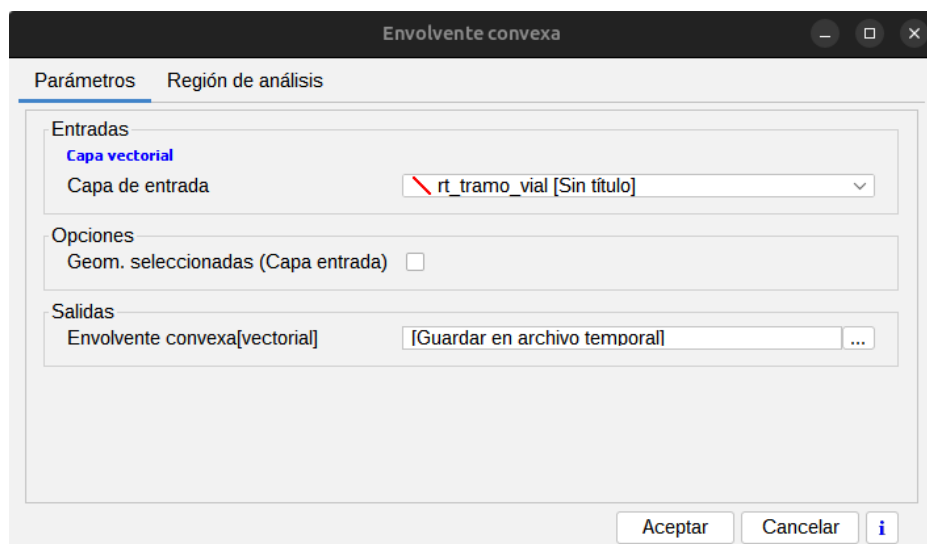 Envolvente convexa
Parámetros Región de análisis
Entradas
Capa vectorial
Capa de entrada rt_tramo_vial [Sin título]
Opciones
Geom. seleccionadas (Capa entrada)
Salidas
Envolvente convexa[vectorial] [Guardar en archivo temporal] ...
Aceptar Cancelar i